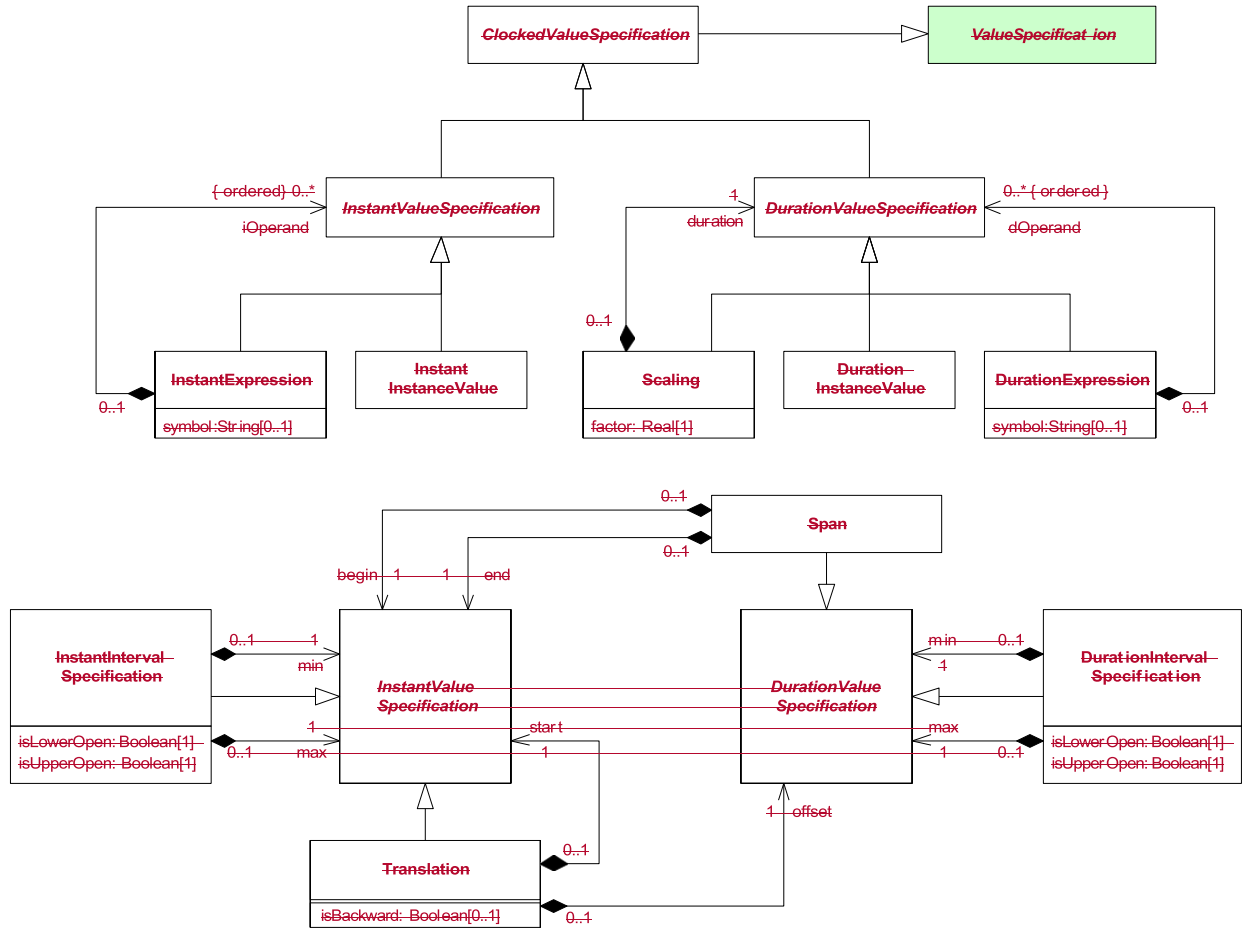 ClockedValueSpecification
ValueSpecificat ion
{ ordered} 0..*
1
0..* { ordered }
InstantValueSpecification
DurationValueSpecification
iOperand
duration
dOperand
0..1
InstantExpression
Instant
InstanceValue
Scaling
Duration
InstanceValue
DurationExpression
0..1
0..1
symbol:String[0..1]
factor: Real[1]
symbol:String[0..1]
0..1
Span
0..1
begin 1
1 end
0..1 1
min
min 0..1
1
InstantInterval
Specification
InstantValue
Specification
DurationValue
Specification
DurationInterval
Specification
1
start
max
isLowerOpen: Boolean[1]
isUpperOpen: Boolean[1]
0..1 max
1
1 0..1
isLowerOpen: Boolean[1]
isUpperOpen: Boolean[1]
1 offset
0..1
Translation
isBackward: Boolean[0..1]
0..1